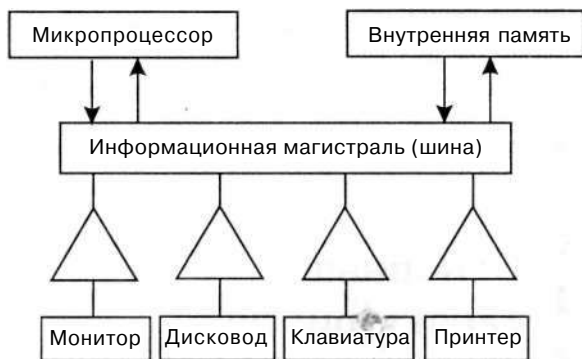 Микропроцессор
Внутренняя память
Информационная магистраль (шина)
Монитор
Дисковод
Клавиатура
Принтер